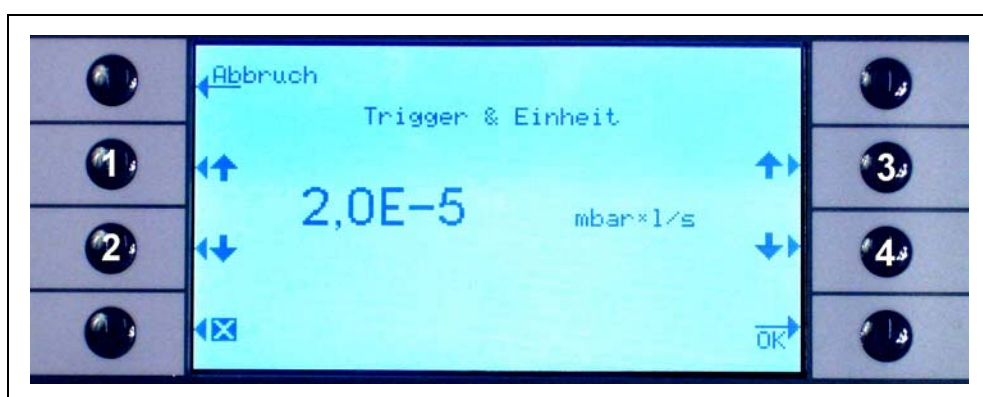 Abbruch
Trigger & Einheit
1
3
2,0E-5
mbar×l/s
2
4
OK